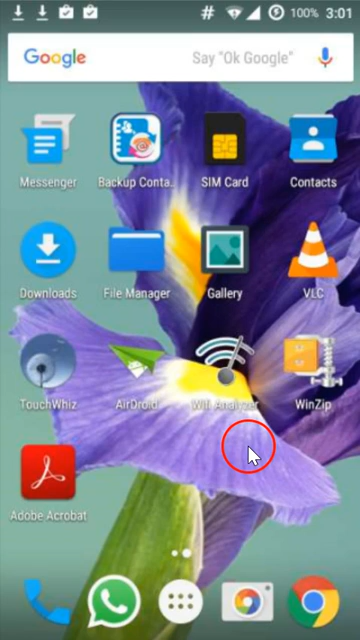 # 100% 3:01
Google Say "Ok Google"
Messenger Backup Conta.. SIM Card Contacts
Downloads File Manager Gallery VLC
TouchWhiz AirDroid Wifi Analyzer WinZip
Adobe Acrobat